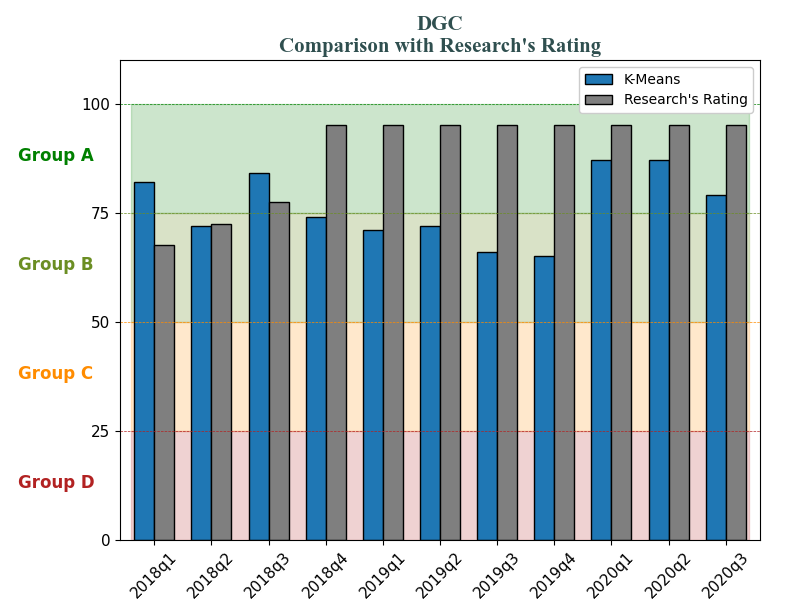 DGC
Comparison with Research's Rating
K-Means
Research's Rating
100
Group A
75
Group B
50
Group C
25
Group D
0
2018q1
2018q2
2018q3
2018q4
2019q1
2019q2
2019q3
2019q4
2020q1
2020q2
2020q3